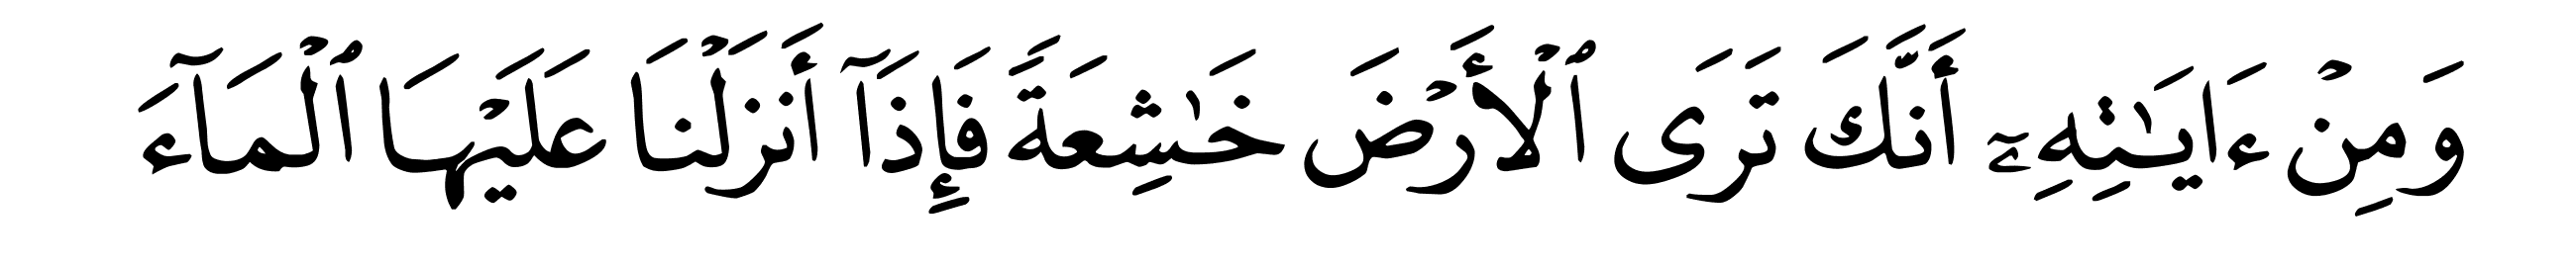 وَمِنْ ءَايَـٰتِهِۦٓ أَنَّكَ تَرَى ٱلْأَرْضَ خَـٰشِعَةً فَإِذَآ أَنزَلْنَا عَلَيْهَا ٱلْمَآءَ